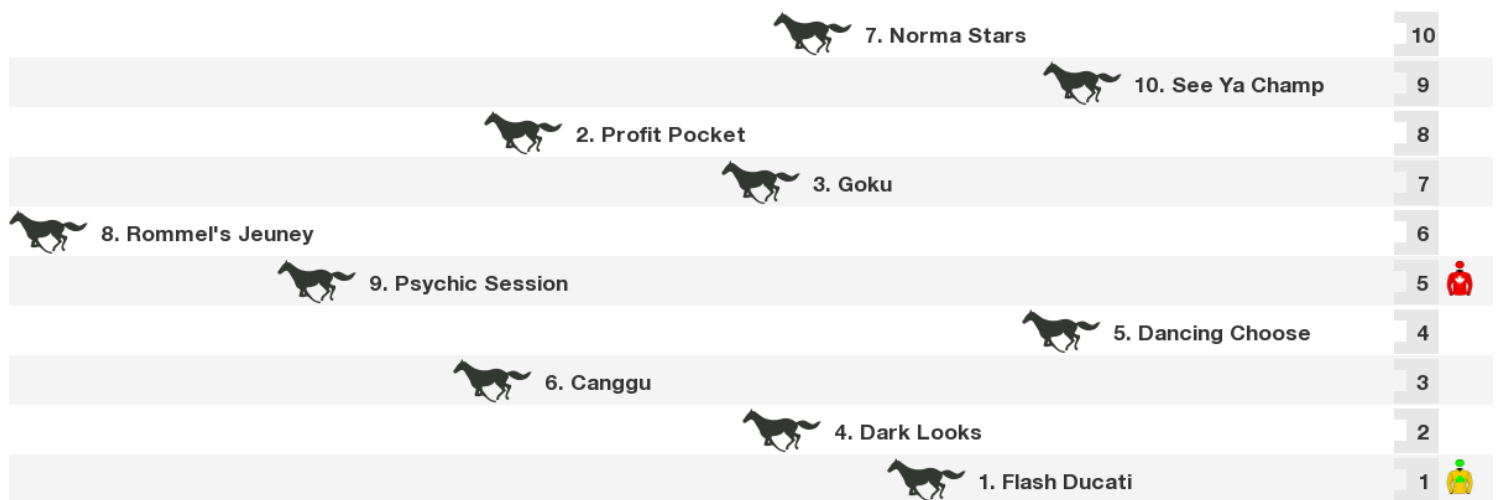 7. Norma Stars 10
10. See Ya Champ 9
2. Profit Pocket 8
3. Goku 7
8. Rommel's Jeuney 6
9. Psychic Session 5
5. Dancing Choose 4
6. Canggu 3
4. Dark Looks 2
1. Flash Ducati 1